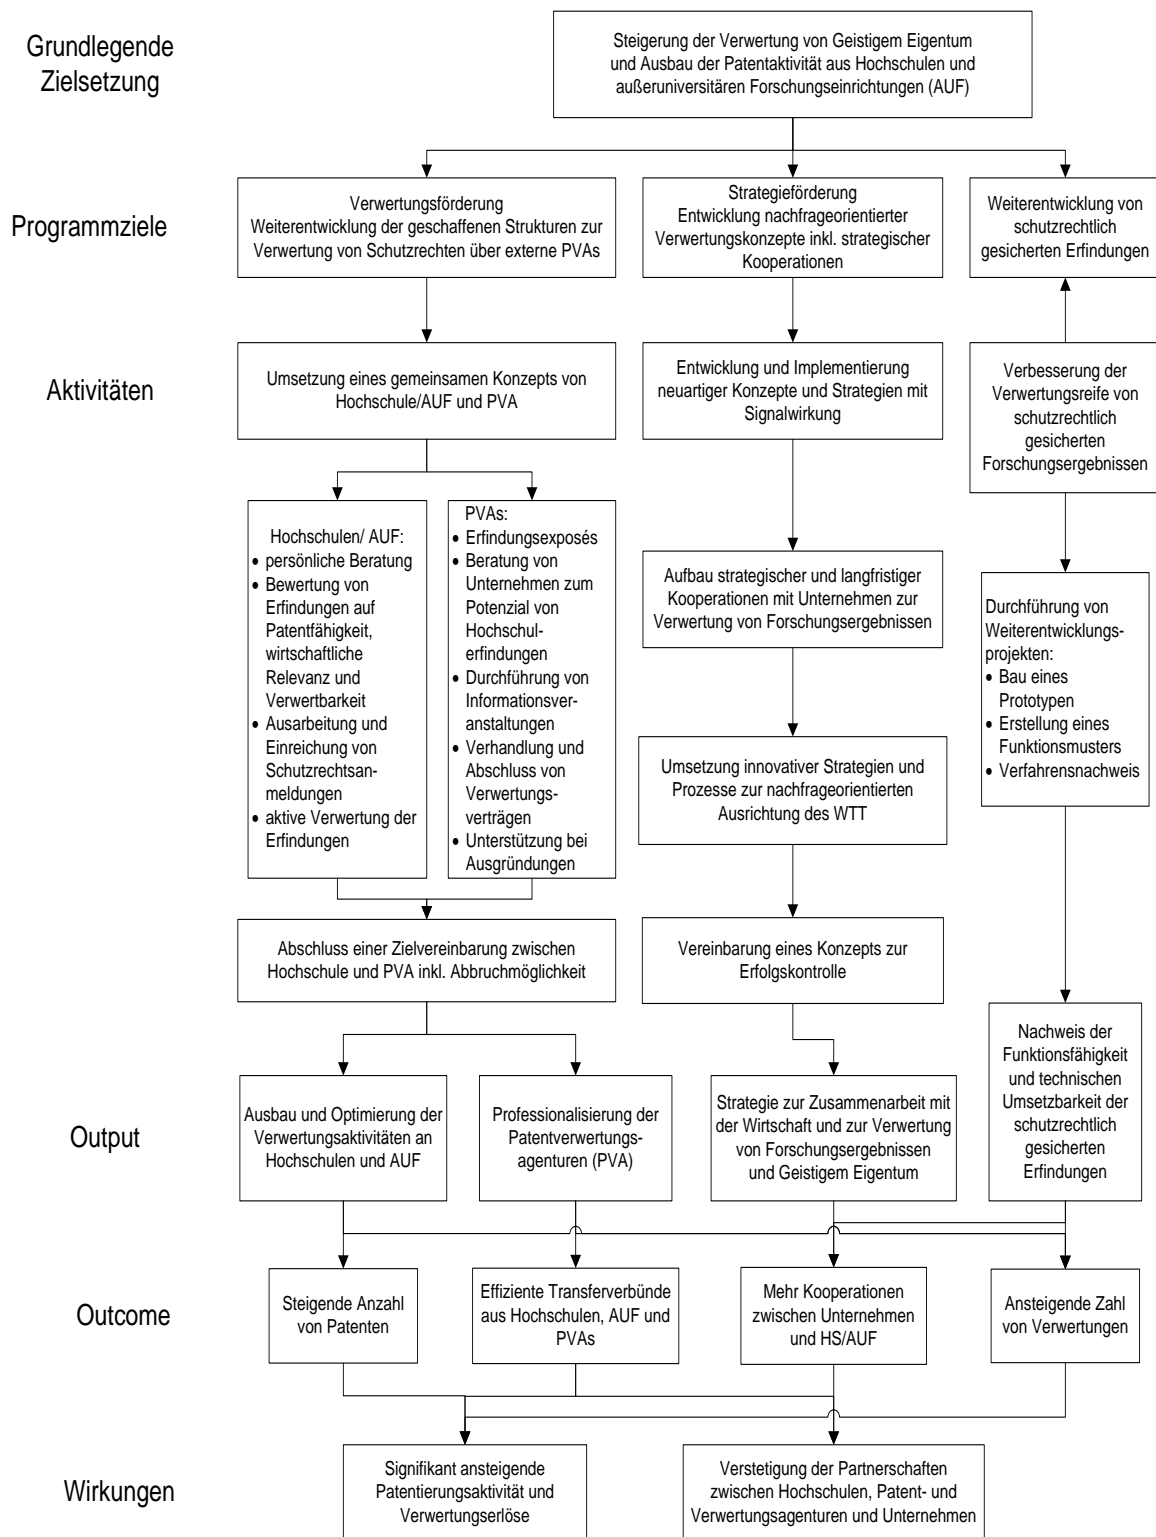 Grundlegende
Zielsetzung
Steigerung der Verwertung von Geistigem Eigentum
und Ausbau der Patentaktivität aus Hochschulen und
außeruniversitären Forschungseinrichtungen (AUF)
Programmziele
Verwertungsförderung
Weiterentwicklung der geschaffenen Strukturen zur
Verwertung von Schutzrechten über externe PVAs
Strategieförderung
Entwicklung nachfrageorientierter
Verwertungskonzepte inkl. strategischer
Kooperationen
Weiterentwicklung von
schutzrechtlich
gesicherten Erfindungen
Aktivitäten
Umsetzung eines gemeinsamen Konzepts von
Hochschule/AUF und PVA
Entwicklung und Implementierung
neuartiger Konzepte und Strategien mit
Signalwirkung
Verbesserung der
Verwertungsreife von
schutzrechtlich
gesicherten
Forschungsergebnissen
Hochschulen/ AUF:
• persönliche Beratung
• Bewertung von
Erfindungen auf
Patentfähigkeit,
wirtschaftliche
Relevanz und
Verwertbarkeit
• Ausarbeitung und
Einreichung von
Schutzrechtsan-
meldungen
• aktive Verwertung der
Erfindungen
PVAs:
• Erfindungsexposés
• Beratung von
Unternehmen zum
Potenzial von
Hochschul-
erfindungen
• Durchführung von
Informationsver-
anstaltungen
• Verhandlung und
Abschluss von
Verwertungs-
verträgen
• Unterstützung bei
Ausgründungen
Aufbau strategischer und langfristiger
Kooperationen mit Unternehmen zur
Verwertung von Forschungsergebnissen
Durchführung von
Weiterentwicklungs-
projekten:
• Bau eines
Prototypen
• Erstellung eines
Funktionsmusters
• Verfahrensnachweis
Umsetzung innovativer Strategien und
Prozesse zur nachfrageorientierten
Ausrichtung des WTT
Abschluss einer Zielvereinbarung zwischen
Hochschule und PVA inkl. Abbruchmöglichkeit
Vereinbarung eines Konzepts zur
Erfolgskontrolle
Output
Ausbau und Optimierung der
Verwertungsaktivitäten an
Hochschulen und AUF
Professionalisierung der
Patentverwertungs-
agenturen (PVA)
Strategie zur Zusammenarbeit mit
der Wirtschaft und zur Verwertung
von Forschungsergebnissen
und Geistigem Eigentum
Nachweis der
Funktionsfähigkeit
und technischen
Umsetzbarkeit der
schutzrechtlich
gesicherten
Erfindungen
Outcome
Steigende Anzahl
von Patenten
Effiziente Transferverbünde
aus Hochschulen, AUF und
PVAs
Mehr Kooperationen
zwischen Unternehmen
und HS/AUF
Ansteigende Zahl
von Verwertungen
Wirkungen
Signifikant ansteigende
Patentierungsaktivität und
Verwertungserlöse
Verstetigung der Partnerschaften
zwischen Hochschulen, Patent- und
Verwertungsagenturen und Unternehmen